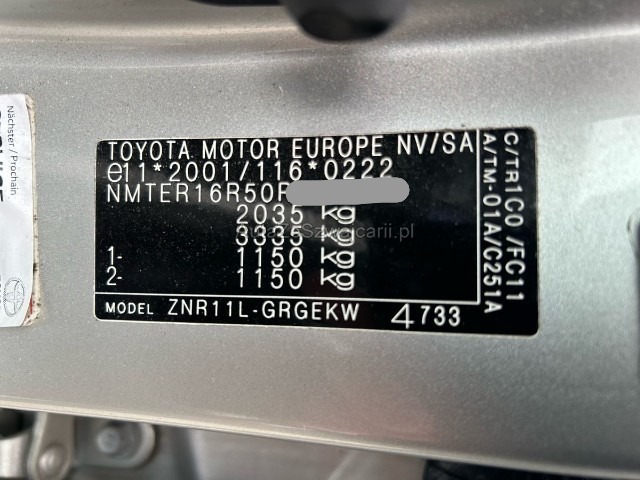 TOYOTA MOTOR EUROPE NV/SA
e11*2001/116*0222
NMTER16R50R
2035 kg
3335 kg
1- 1150 kg
2- 1150 kg
MODEL ZNR11L-GRGEKW 4733
C/TR1C0 /FC11
A/TM-01A/C251A
Nächster / Prochain